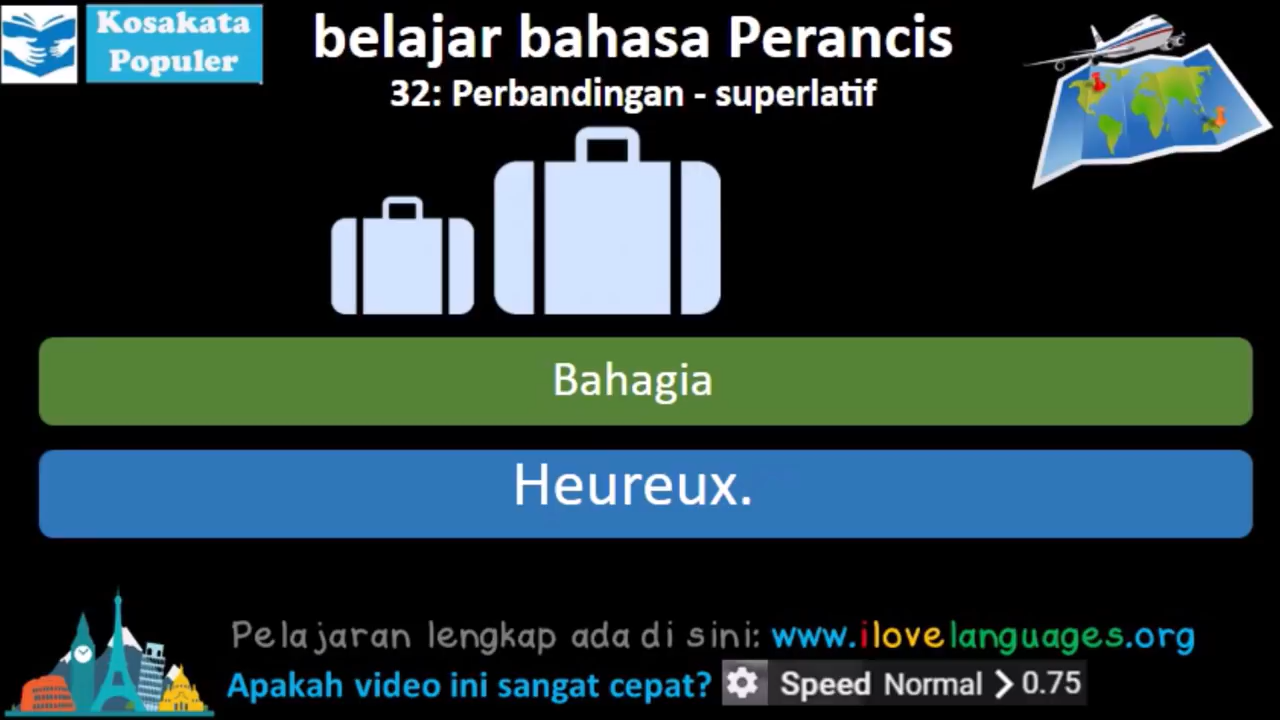 Kosakata
Populer
belajar bahasa Perancis
32: Perbandingan - superlatif
Bahagia
Heureux.
Pelajaran lengkap ada di sini: www.ilovelanguages.org
Apakah video ini sangat cepat? Speed Normal > 0.75